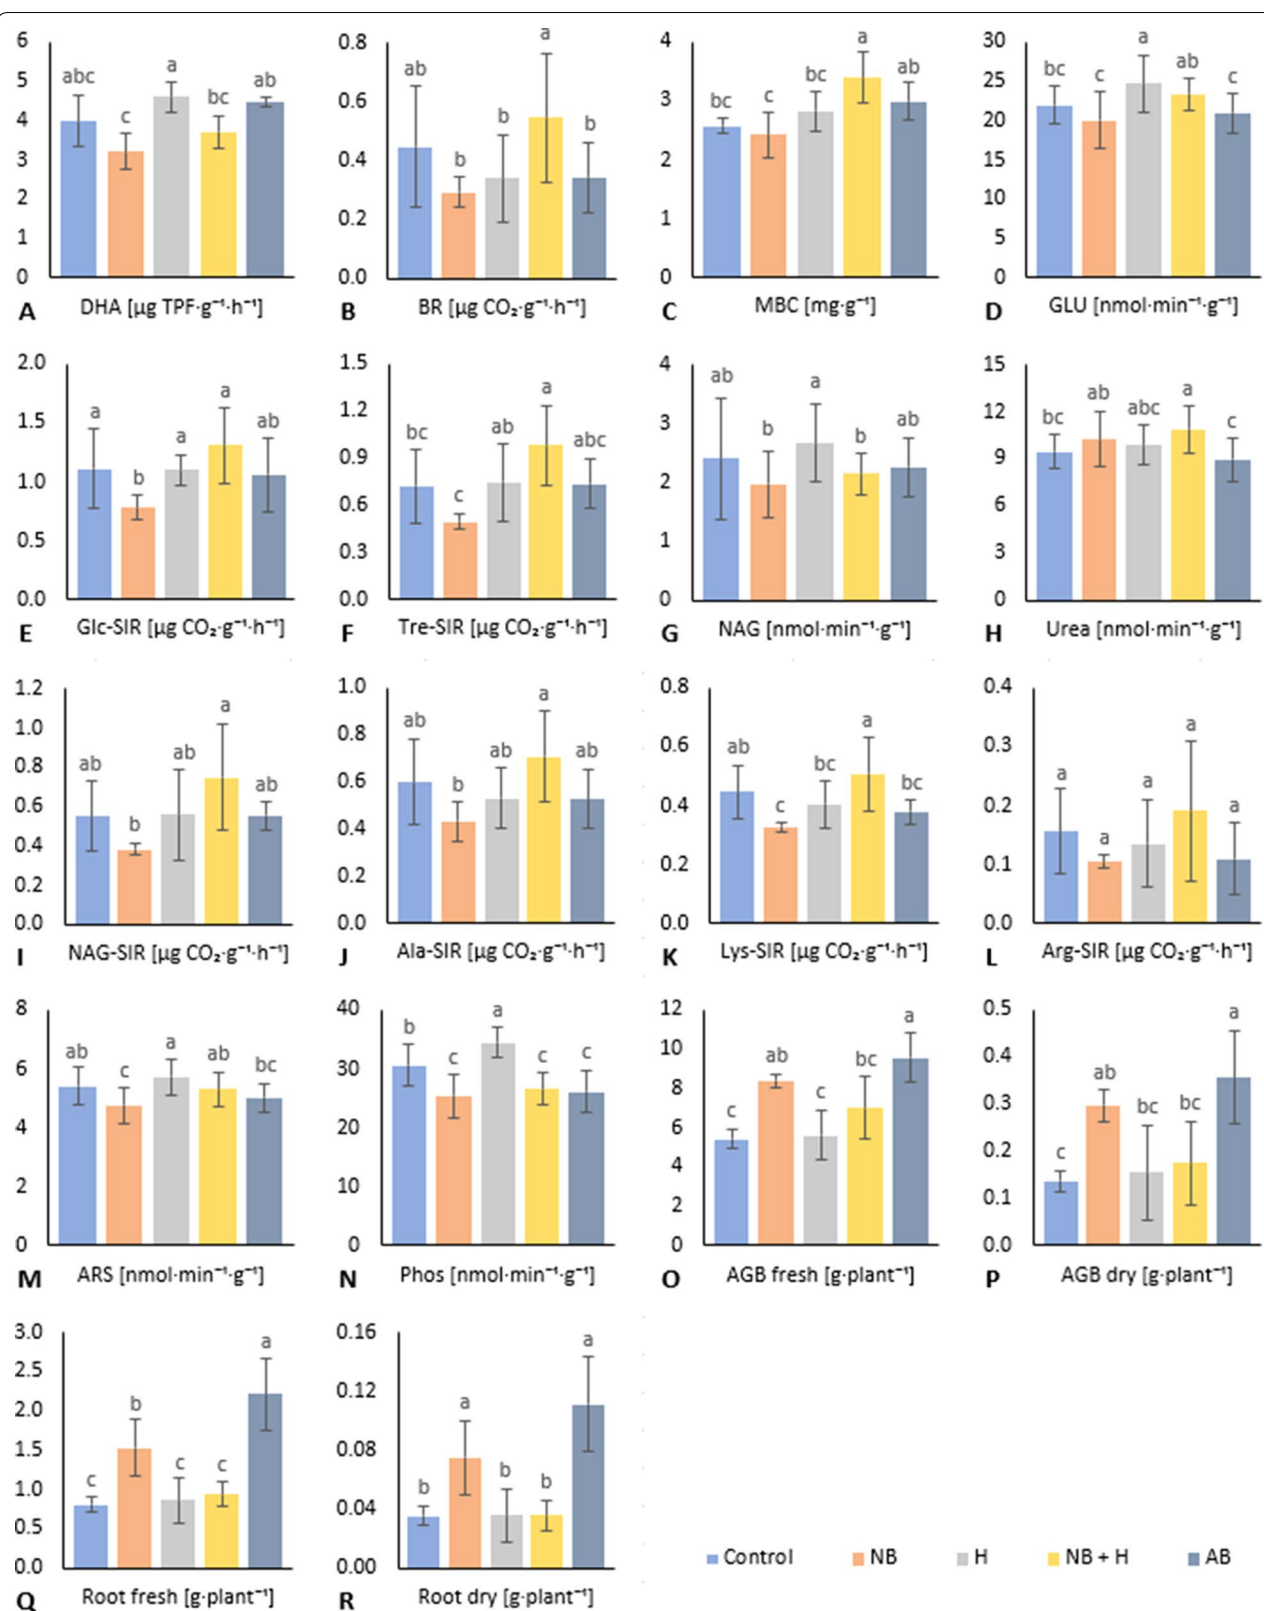 6
5
4
3
2
1
0
abc
c
a
bc
ab
A DHA [µg TPF·g⁻¹·h⁻¹]
0.8
0.6
0.4
0.2
0.0
ab
b
b
a
b
B BR [µg CO₂·g⁻¹·h⁻¹]
4
3
2
1
0
bc
c
bc
a
ab
C MBC [mg·g⁻¹]
30
25
20
15
10
5
0
bc
c
a
ab
c
D GLU [nmol·min⁻¹·g⁻¹]
2.0
1.5
1.0
0.5
0.0
a
b
a
a
ab
E Glc-SIR [µg CO₂·g⁻¹·h⁻¹]
1.5
1.2
0.9
0.6
0.3
0.0
bc
c
ab
a
abc
F Tre-SIR [µg CO₂·g⁻¹·h⁻¹]
4
3
2
1
0
ab
b
a
b
ab
G NAG [nmol·min⁻¹·g⁻¹]
15
12
9
6
3
0
bc
ab
abc
a
c
H Urea [nmol·min⁻¹·g⁻¹]
1.2
1.0
0.8
0.6
0.4
0.2
0.0
ab
b
ab
a
ab
I NAG-SIR [µg CO₂·g⁻¹·h⁻¹]
1.0
0.8
0.6
0.4
0.2
0.0
ab
b
ab
a
ab
J Ala-SIR [µg CO₂·g⁻¹·h⁻¹]
0.8
0.6
0.4
0.2
0.0
ab
c
bc
a
bc
K Lys-SIR [µg CO₂·g⁻¹·h⁻¹]
0.4
0.3
0.2
0.1
0.0
a
a
a
a
a
L Arg-SIR [µg CO₂·g⁻¹·h⁻¹]
8
6
4
2
0
ab
c
a
ab
bc
M ARS [nmol·min⁻¹·g⁻¹]
40
30
20
10
0
b
c
a
c
c
N Phos [nmol·min⁻¹·g⁻¹]
12
10
8
6
4
2
0
c
ab
c
bc
a
O AGB fresh [g·plant⁻¹]
0.5
0.4
0.3
0.2
0.1
0.0
c
ab
bc
bc
a
P AGB dry [g·plant⁻¹]
3.0
2.5
2.0
1.5
1.0
0.5
0.0
c
b
c
c
a
Q Root fresh [g·plant⁻¹]
0.16
0.12
0.08
0.04
0.00
b
a
b
b
a
R Root dry [g·plant⁻¹]
Control NB H NB + H AB